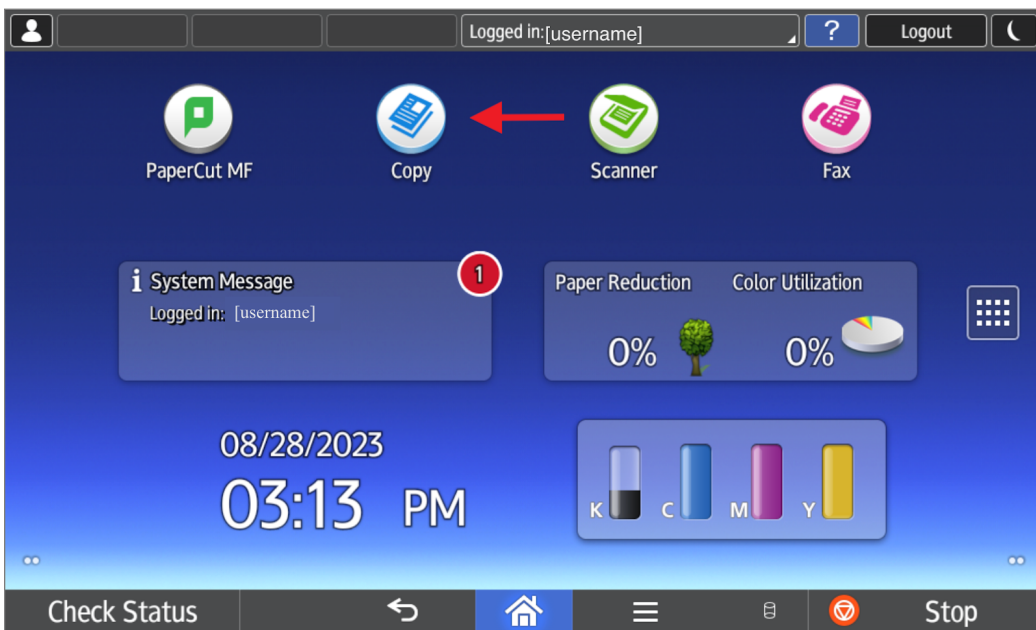 Logged in:[username]
?
Logout
PaperCut MF
Copy
Scanner
Fax
i System Message
1
Logged in: [username]
Paper Reduction
Color Utilization
0%
0%
08/28/2023
03:13 PM
K
C
M
Y
Check Status
Stop